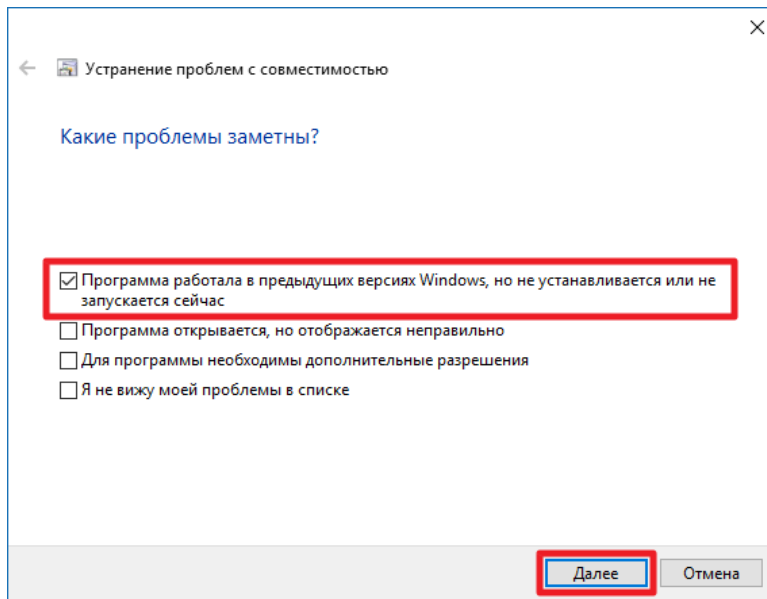 Устранение проблем с совместимостью
Какие проблемы заметны?
Программа работала в предыдущих версиях Windows, но не устанавливается или не
запускается сейчас
Программа открывается, но отображается неправильно
Для программы необходимы дополнительные разрешения
Я не вижу моей проблемы в списке
Далее
Отмена